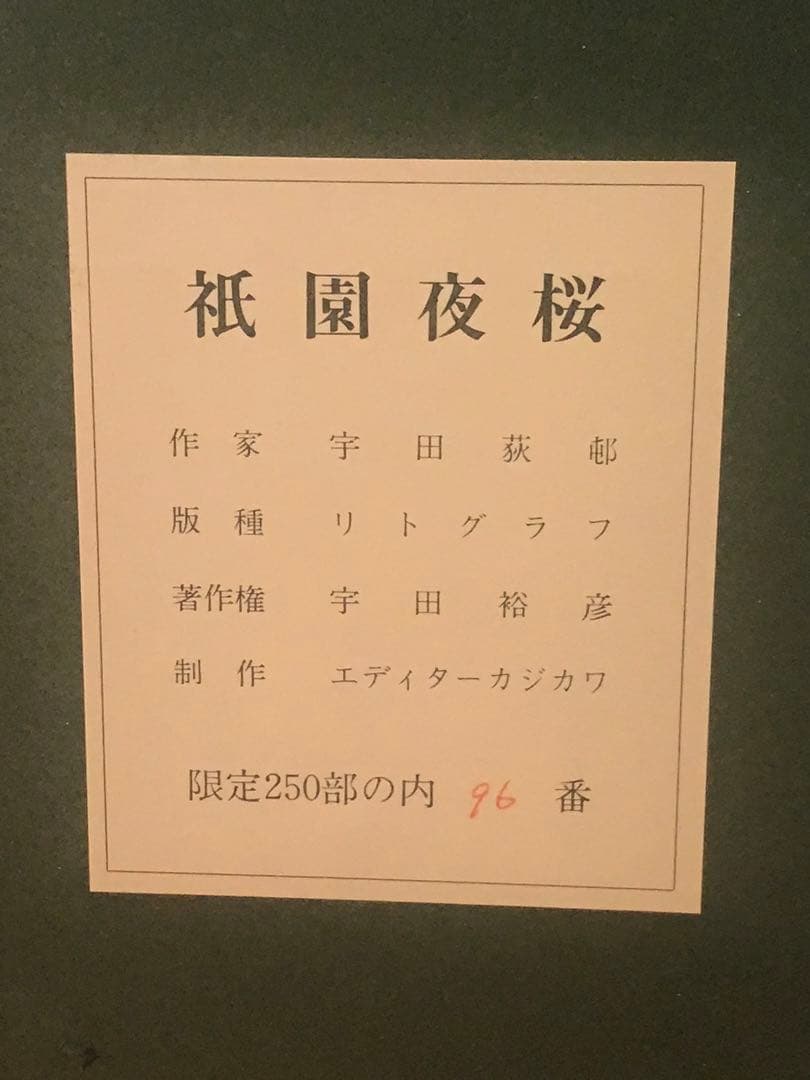 祇園夜桜
作家 宇田荻邨
版種 リトグラフ
著作権 宇田裕彦
制作 エディターカジカワ
限定250部の内 96 番